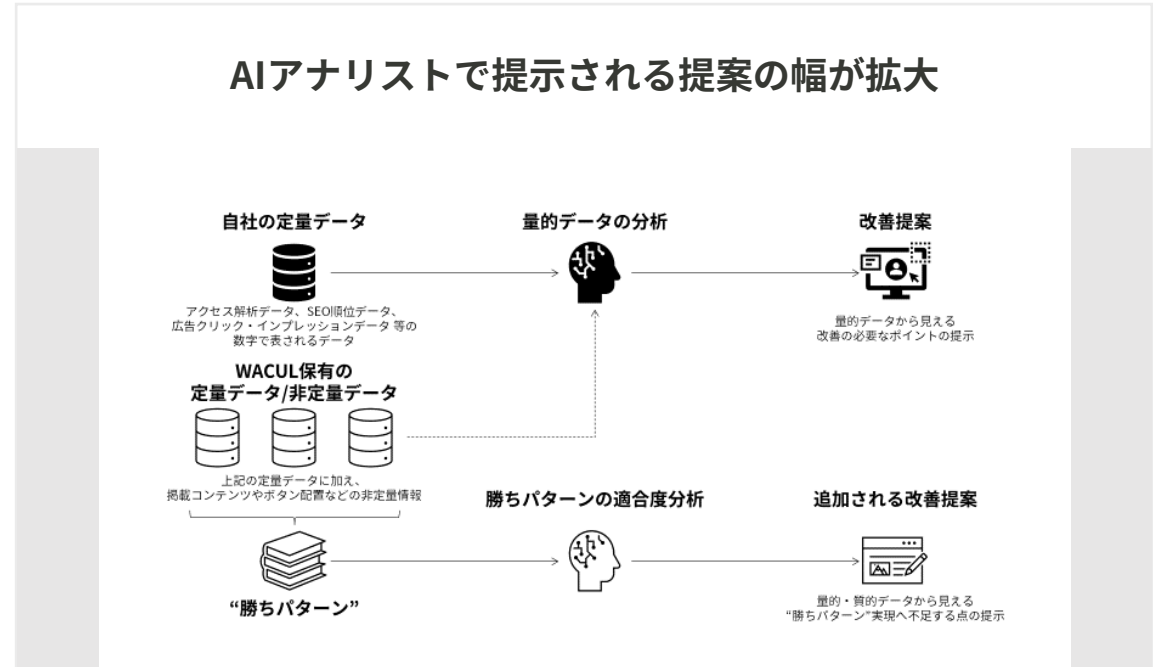 AIアナリストで提示される提案の幅が拡大
自社の定量データ
量的データの分析
改善提案
アクセス解析データ、SEO順位データ、
広告クリック・インプレッションデータ 等の
数字で表されるデータ
量的データから見える
改善の必要なポイントの提示
WACUL保有の
定量データ/非定量データ
上記の定量データに加え、
掲載コンテンツやボタン配置などの非定量情報
勝ちパターンの適合度分析
追加される改善提案
“勝ちパターン”
量的・質的データから見える
“勝ちパターン”実現へ不足する点の提示